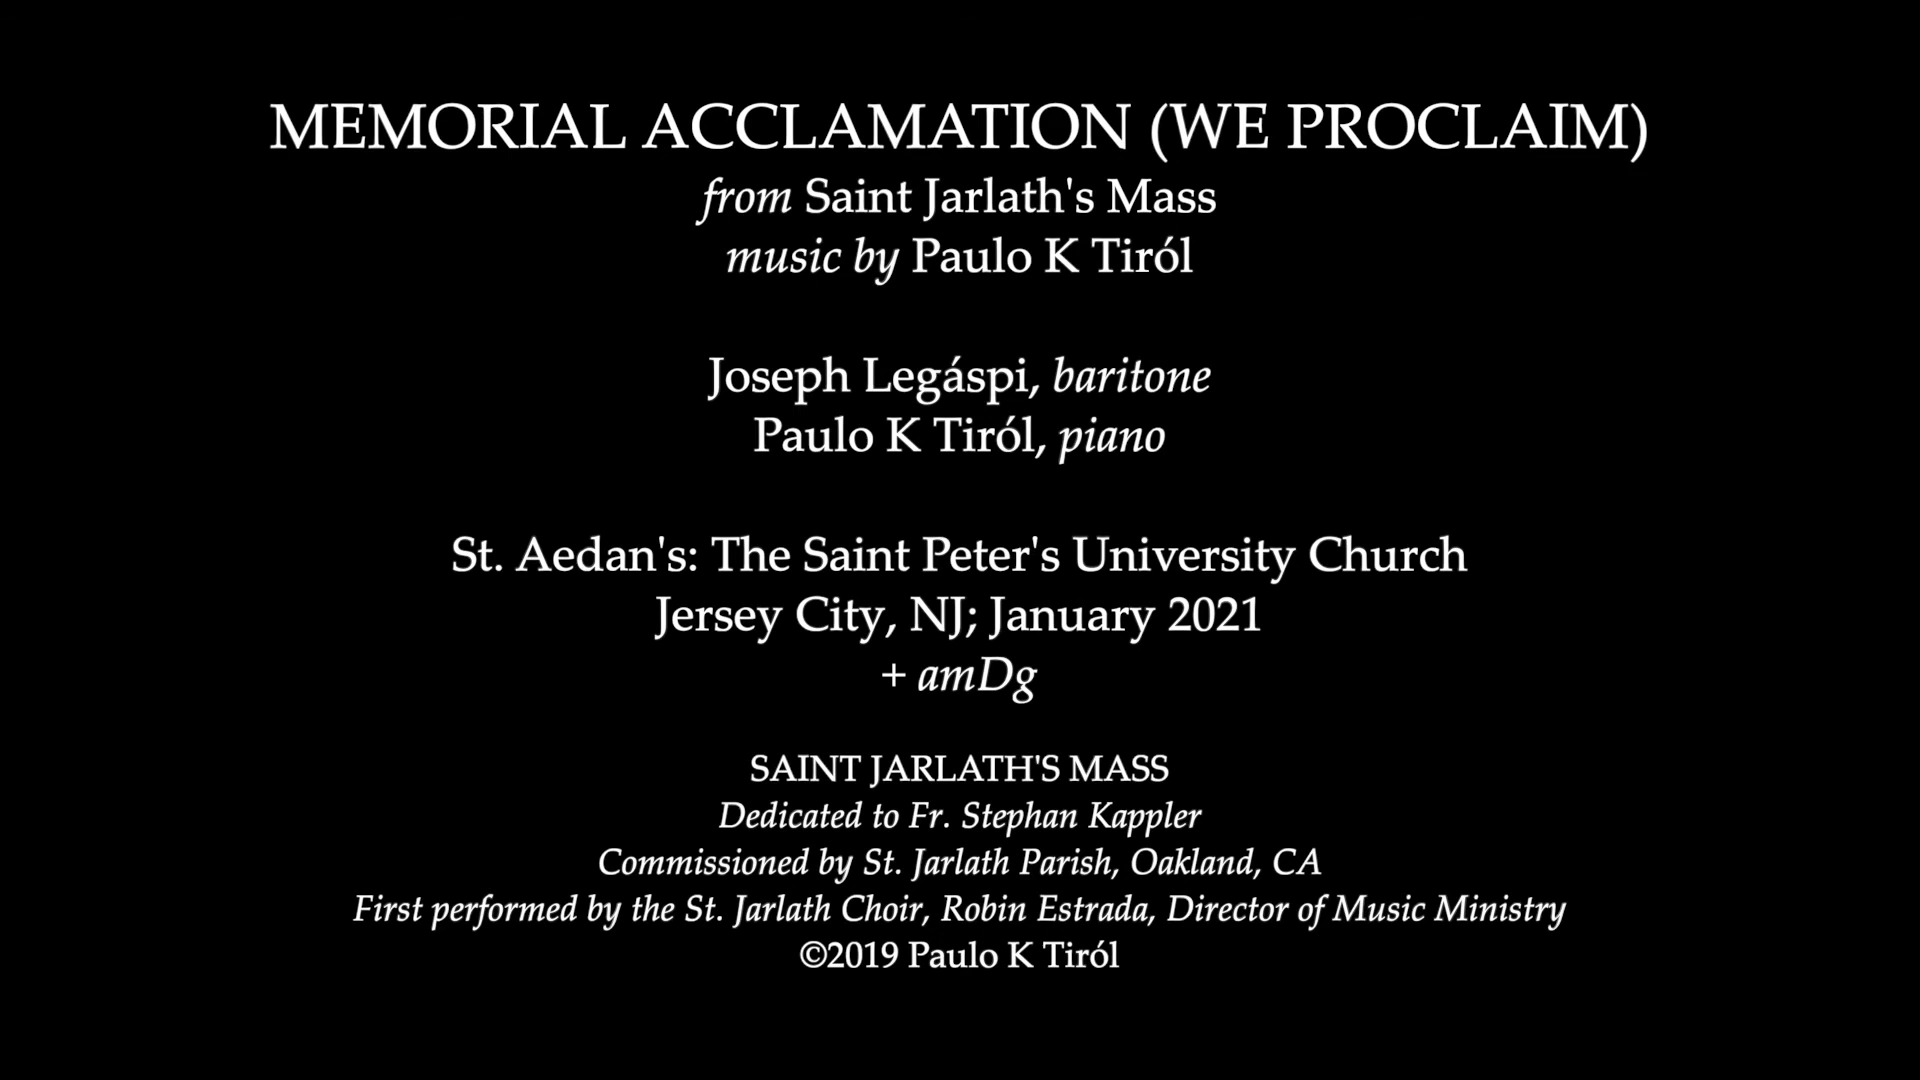 MEMORIAL ACCLAMATION (WE PROCLAIM)
from Saint Jarlath's Mass
music by Paulo K Tiról
Joseph Legáspi, baritone
Paulo K Tiról, piano
St. Aedan's: The Saint Peter's University Church
Jersey City, NJ; January 2021
+ amDg
SAINT JARLATH'S MASS
Dedicated to Fr. Stephan Kappler
Commissioned by St. Jarlath Parish, Oakland, CA
First performed by the St. Jarlath Choir, Robin Estrada, Director of Music Ministry
©2019 Paulo K Tiról